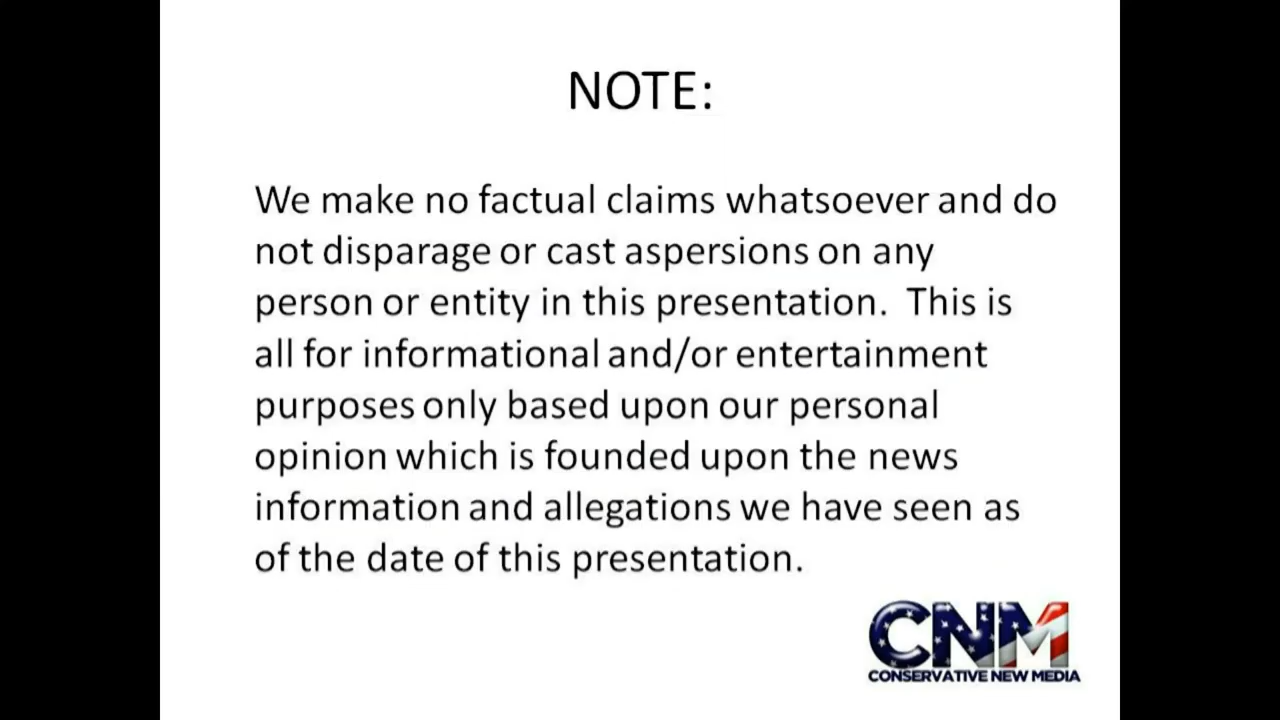 NOTE:
We make no factual claims whatsoever and do
not disparage or cast aspersions on any
person or entity in this presentation.  This is
all for informational and/or entertainment
purposes only based upon our personal
opinion which is founded upon the news
information and allegations we have seen as
of the date of this presentation.
CNM
CONSERVATIVE NEW MEDIA